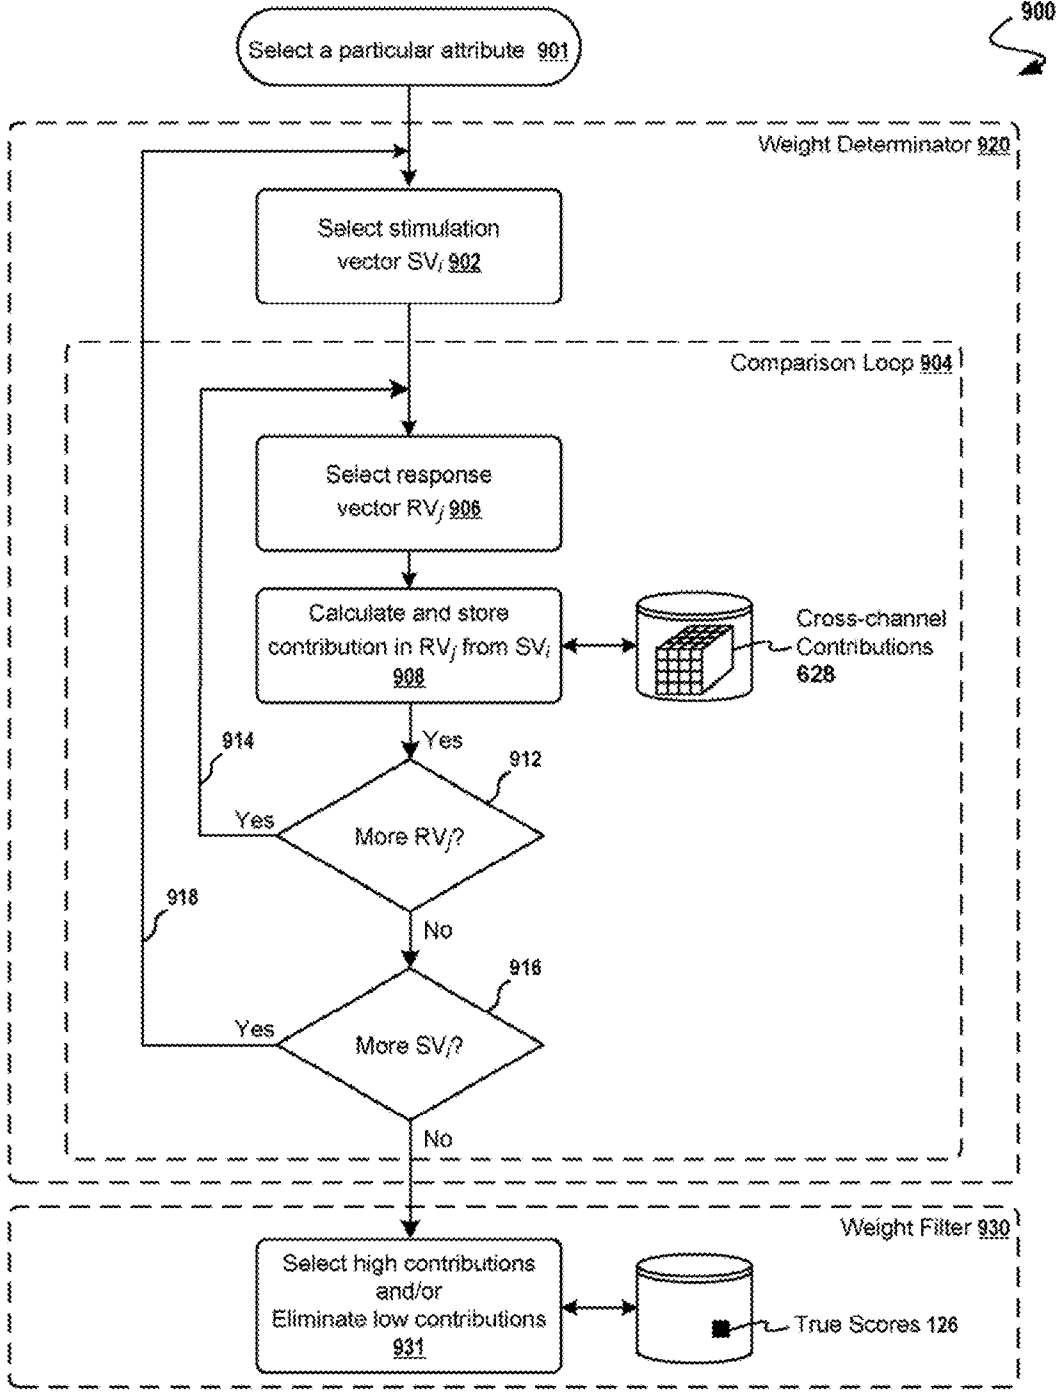 900
Select a particular attribute 901
Weight Determinator 920
Select stimulation
vector SVi 902
Comparison Loop 904
Select response
vector RVj 906
Calculate and store
contribution in RVj from SVi
908
Cross-channel
Contributions
628
Yes
914
912
Yes
More RVj?
918
No
916
Yes
More SVi?
No
Weight Filter 930
Select high contributions
and/or
Eliminate low contributions
931
True Scores 126